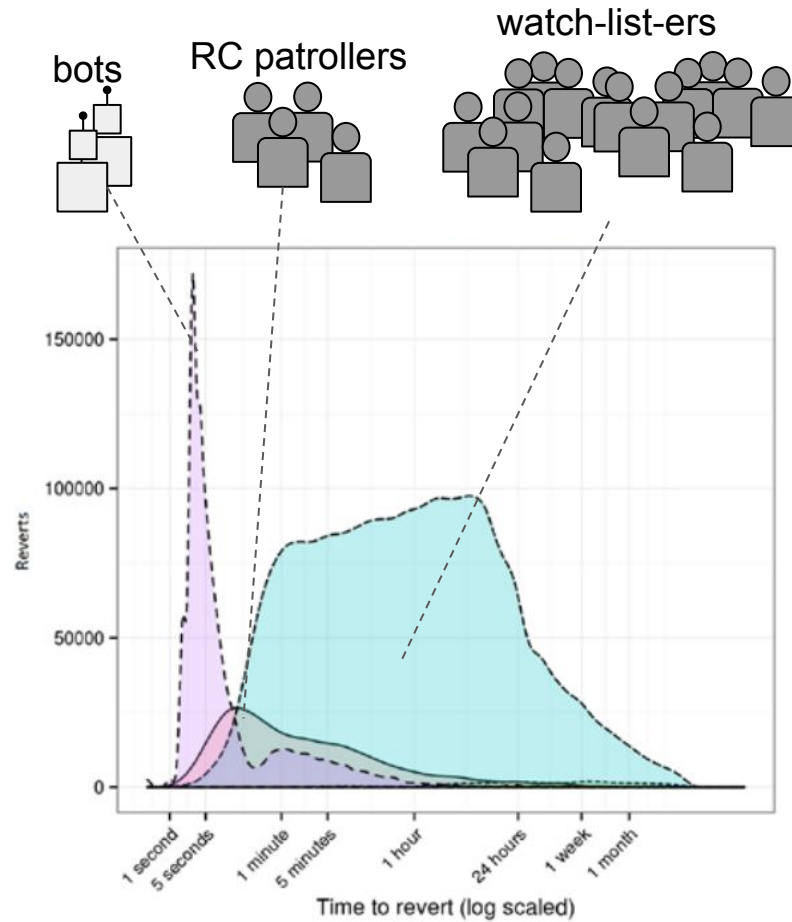 watch-list-ers
RC patrollers
bots
150000
100000
50000
0
Reverts
1 second
5 seconds
1 minute
5 minutes
1 hour
24 hours
1 week
1 month
Time to revert (log scaled)